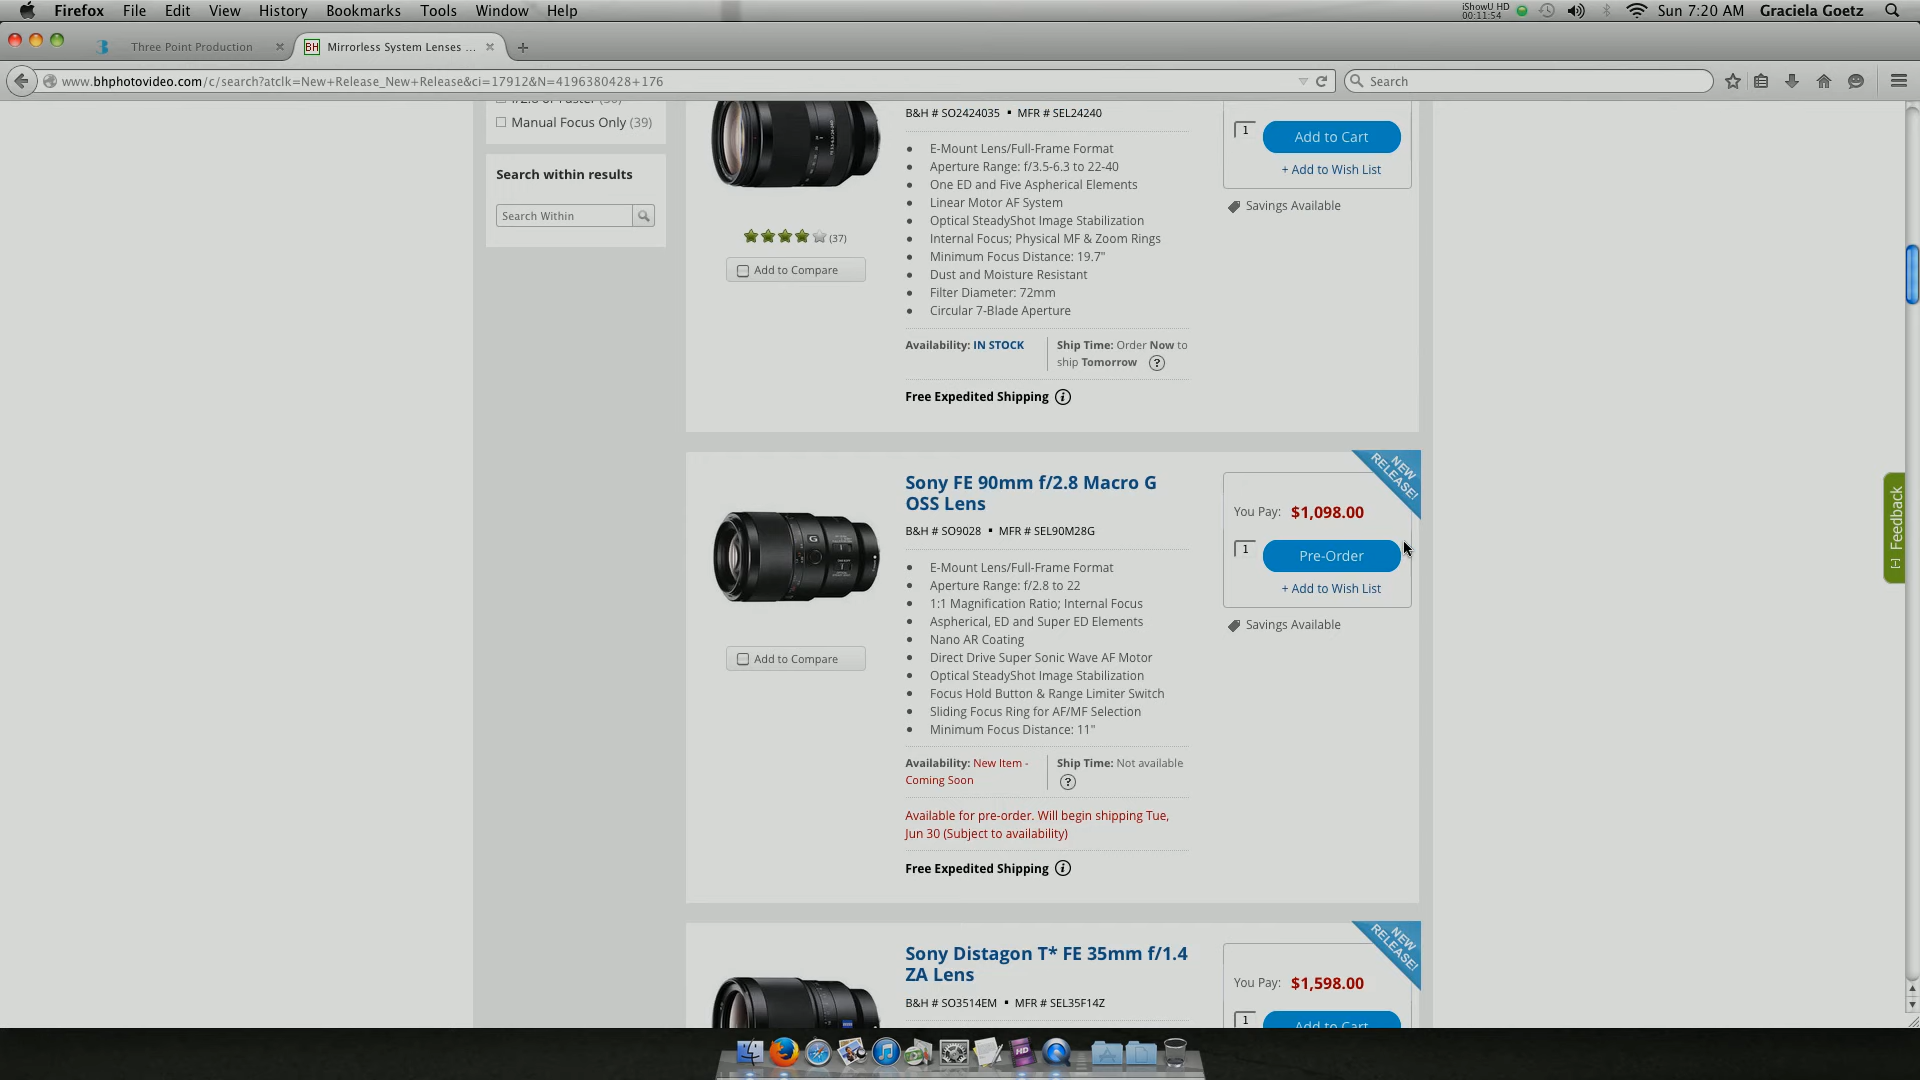 Firefox File Edit View History Bookmarks Tools Window Help
iShowU HD
00:11:54
Sun 7:20 AM Graciela Goetz
Three Point Production
BH Mirrorless System Lenses ...
www.bhphotovideo.com/c/search?atclk=New+Release_New+Release&ci=17912&N=4196380428+176
Search
Manual Focus Only (39)
Search within results
Search Within
B&H # SO2424035 • MFR # SEL24240
• E-Mount Lens/Full-Frame Format
• Aperture Range: f/3.5-6.3 to 22-40
• One ED and Five Aspherical Elements
• Linear Motor AF System
• Optical SteadyShot Image Stabilization
• Internal Focus; Physical MF & Zoom Rings
• Minimum Focus Distance: 19.7"
• Dust and Moisture Resistant
• Filter Diameter: 72mm
• Circular 7-Blade Aperture
(37)
Add to Compare
Availability: IN STOCK
Ship Time: Order Now to
ship Tomorrow ?
Free Expedited Shipping i
1 Add to Cart
+ Add to Wish List
Savings Available
Sony FE 90mm f/2.8 Macro G
OSS Lens
B&H # SO9028 • MFR # SEL90M28G
• E-Mount Lens/Full-Frame Format
• Aperture Range: f/2.8 to 22
• 1:1 Magnification Ratio; Internal Focus
• Aspherical, ED and Super ED Elements
• Nano AR Coating
• Direct Drive Super Sonic Wave AF Motor
• Optical SteadyShot Image Stabilization
• Focus Hold Button & Range Limiter Switch
• Sliding Focus Ring for AF/MF Selection
• Minimum Focus Distance: 11"
Add to Compare
Availability: New Item -
Coming Soon
Ship Time: Not available
?
Available for pre-order. Will begin shipping Tue,
Jun 30 (Subject to availability)
Free Expedited Shipping i
NEW
RELEASE!
You Pay: $1,098.00
1 Pre-Order
+ Add to Wish List
Savings Available
[-] Feedback
Sony Distagon T* FE 35mm f/1.4
ZA Lens
B&H # SO3514EM • MFR # SEL35F14Z
NEW
RELEASE!
You Pay: $1,598.00
1 Add to Cart
HD